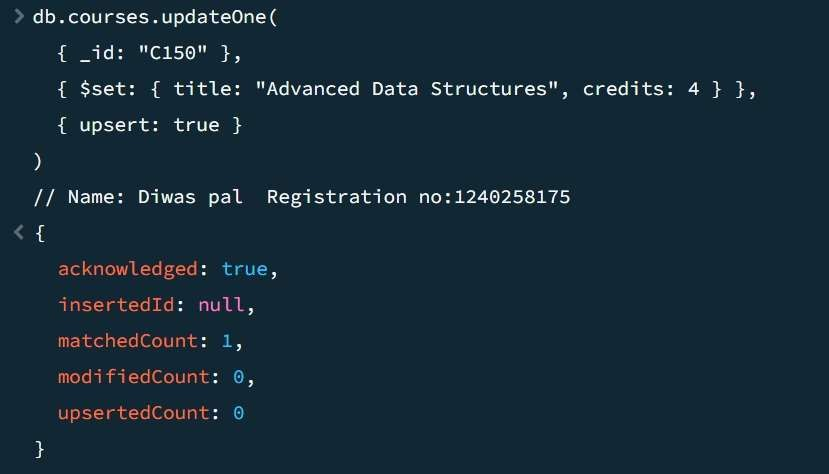 > db.courses.updateOne(
{ _id: "C150" },
{ $set: { title: "Advanced Data Structures", credits: 4 } },
{ upsert: true }
)
// Name: Diwas pal  Registration no:1240258175
< {
acknowledged: true,
insertedId: null,
matchedCount: 1,
modifiedCount: 0,
upsertedCount: 0
}